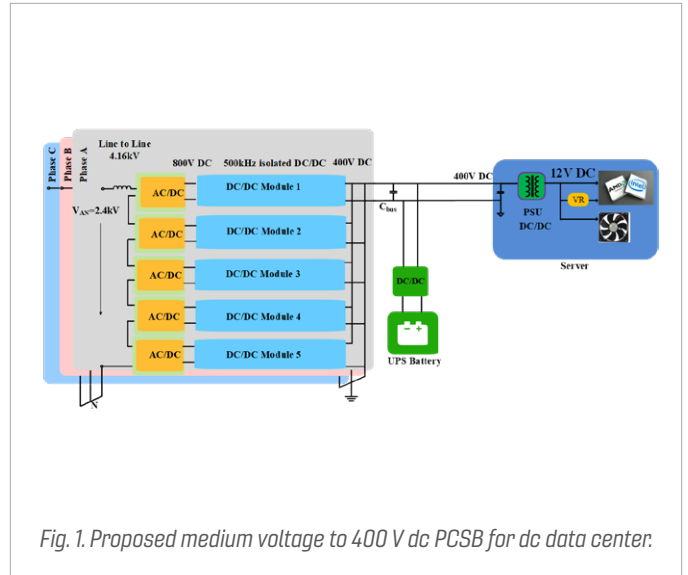 Phase C
Phase B
Phase A
Line to Line
4.16kV
800V DC
500kHz isolated DC/DC
400V DC
V_AN=2.4kV
AC/DC
DC/DC Module 1
AC/DC
DC/DC Module 2
AC/DC
DC/DC Module 3
AC/DC
DC/DC Module 4
AC/DC
DC/DC Module 5
N
C_bus
DC/DC
UPS Battery
400V DC
12V DC
PSU
DC/DC
VR
AMD
intel
Server
Fig. 1. Proposed medium voltage to 400 V dc PCSB for dc data center.